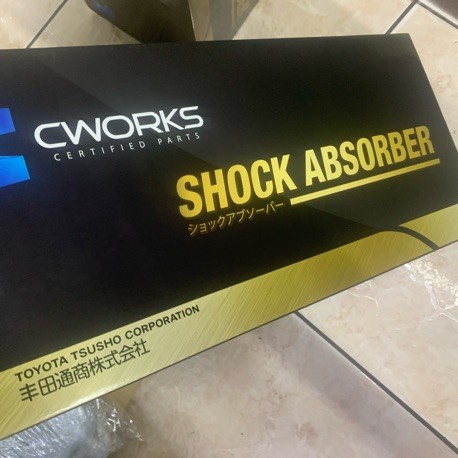 CWORKS
CERTIFIED PARTS
SHOCK ABSORBER
ショックアブソーバー
TOYOTA TSUSHO CORPORATION
丰田通商株式会社